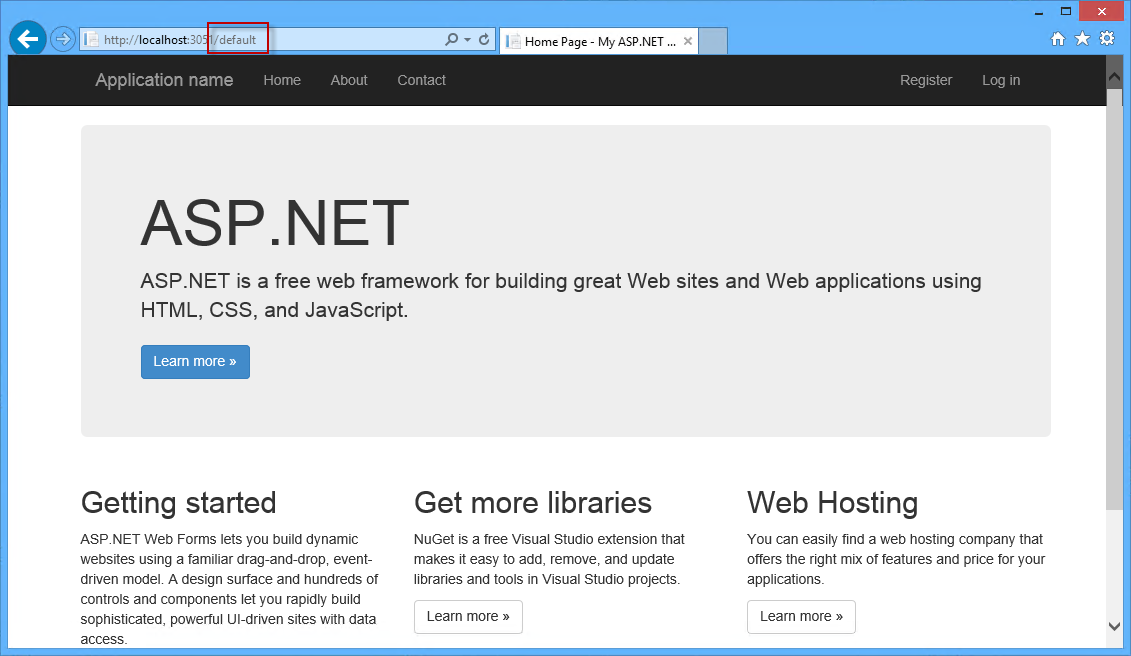 http://localhost:3051/default
Home Page - My ASP.NET ...
Application name
Home
About
Contact
Register
Log in
ASP.NET
ASP.NET is a free web framework for building great Web sites and Web applications using
HTML, CSS, and JavaScript.
Learn more »
Getting started
ASP.NET Web Forms lets you build dynamic
websites using a familiar drag-and-drop, event-
driven model. A design surface and hundreds of
controls and components let you rapidly build
sophisticated, powerful UI-driven sites with data
access.
Get more libraries
NuGet is a free Visual Studio extension that
makes it easy to add, remove, and update
libraries and tools in Visual Studio projects.
Learn more »
Web Hosting
You can easily find a web hosting company that
offers the right mix of features and price for your
applications.
Learn more »